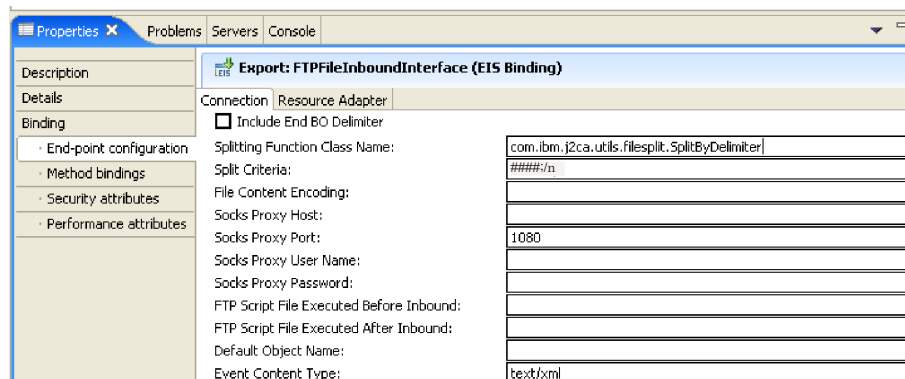 Properties Problems Servers Console
Export: FTPFileInboundInterface (EIS Binding)
Description
Details
Binding
End-point configuration
Method bindings
Security attributes
Performance attributes
Connection Resource Adapter
Include End BO Delimiter
Splitting Function Class Name: com.ibm.j2ca.utils.filesplit.SplitByDelimiter
Split Criteria: ####;/n
File Content Encoding:
Socks Proxy Host:
Socks Proxy Port: 1080
Socks Proxy User Name:
Socks Proxy Password:
FTP Script File Executed Before Inbound:
FTP Script File Executed After Inbound:
Default Object Name:
Event Content Type: text/xml